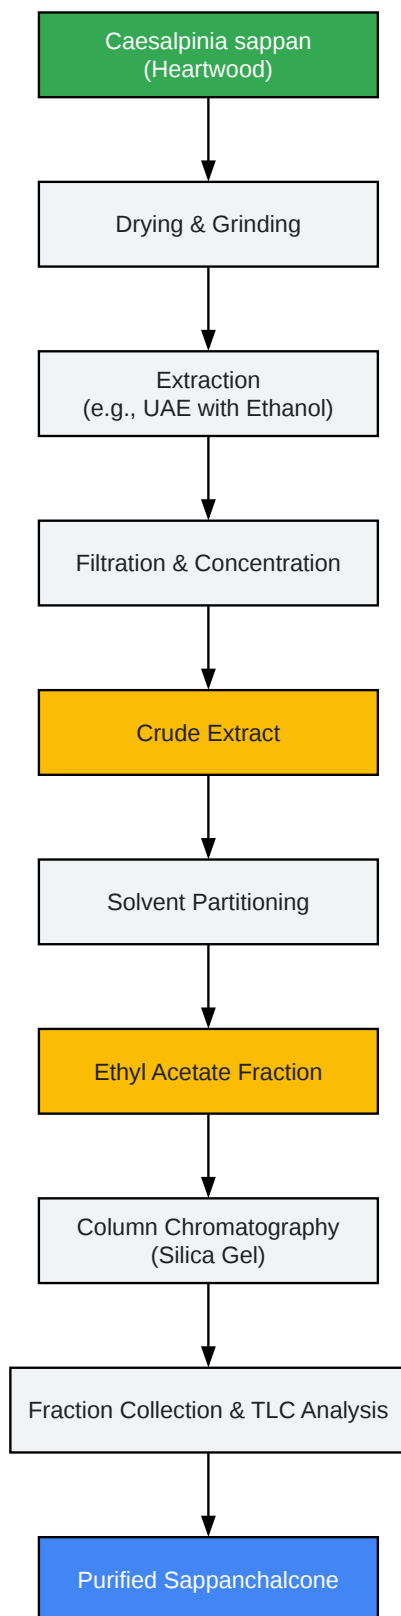 Caesalpinia sappan
(Heartwood)
Drying & Grinding
Extraction
(e.g., UAE with Ethanol)
Filtration & Concentration
Crude Extract
Solvent Partitioning
Ethyl Acetate Fraction
Column Chromatography
(Silica Gel)
Fraction Collection & TLC Analysis
Purified Sappanchalcone